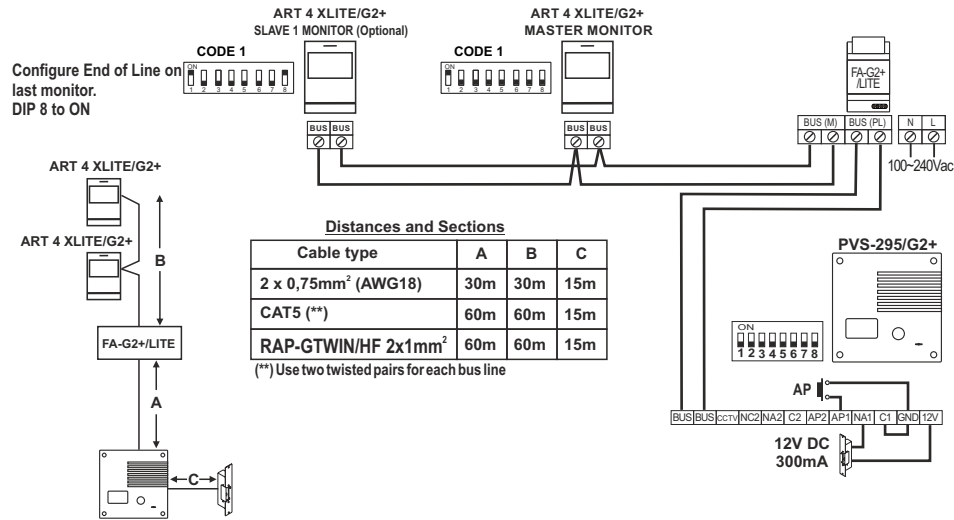 ART 4 XLITE/G2+
SLAVE 1 MONITOR (Optional)
ART 4 XLITE/G2+
MASTER MONITOR
CODE 1
CODE 1
Configure End of Line on
last monitor.
DIP 8 to ON
ON
1 2 3 4 5 6 7 8
ON
1 2 3 4 5 6 7 8
FA-G2+
/LITE
BUS BUS
BUS BUS
BUS (M) BUS (PL) N L
100~240Vac
ART 4 XLITE/G2+
ART 4 XLITE/G2+
B
FA-G2+/LITE
A
C
Distances and Sections
Cable type A B C
2 x 0,75mm² (AWG18) 30m 30m 15m
CAT5 (**) 60m 60m 15m
RAP-GTWIN/HF 2x1mm² 60m 60m 15m
(**) Use two twisted pairs for each bus line
PVS-295/G2+
ON
1 2 3 4 5 6 7 8
AP
BUS BUS CCTV NC2 NA2 C2 AP2 AP1 NA1 C1 GND 12V
12V DC
300mA